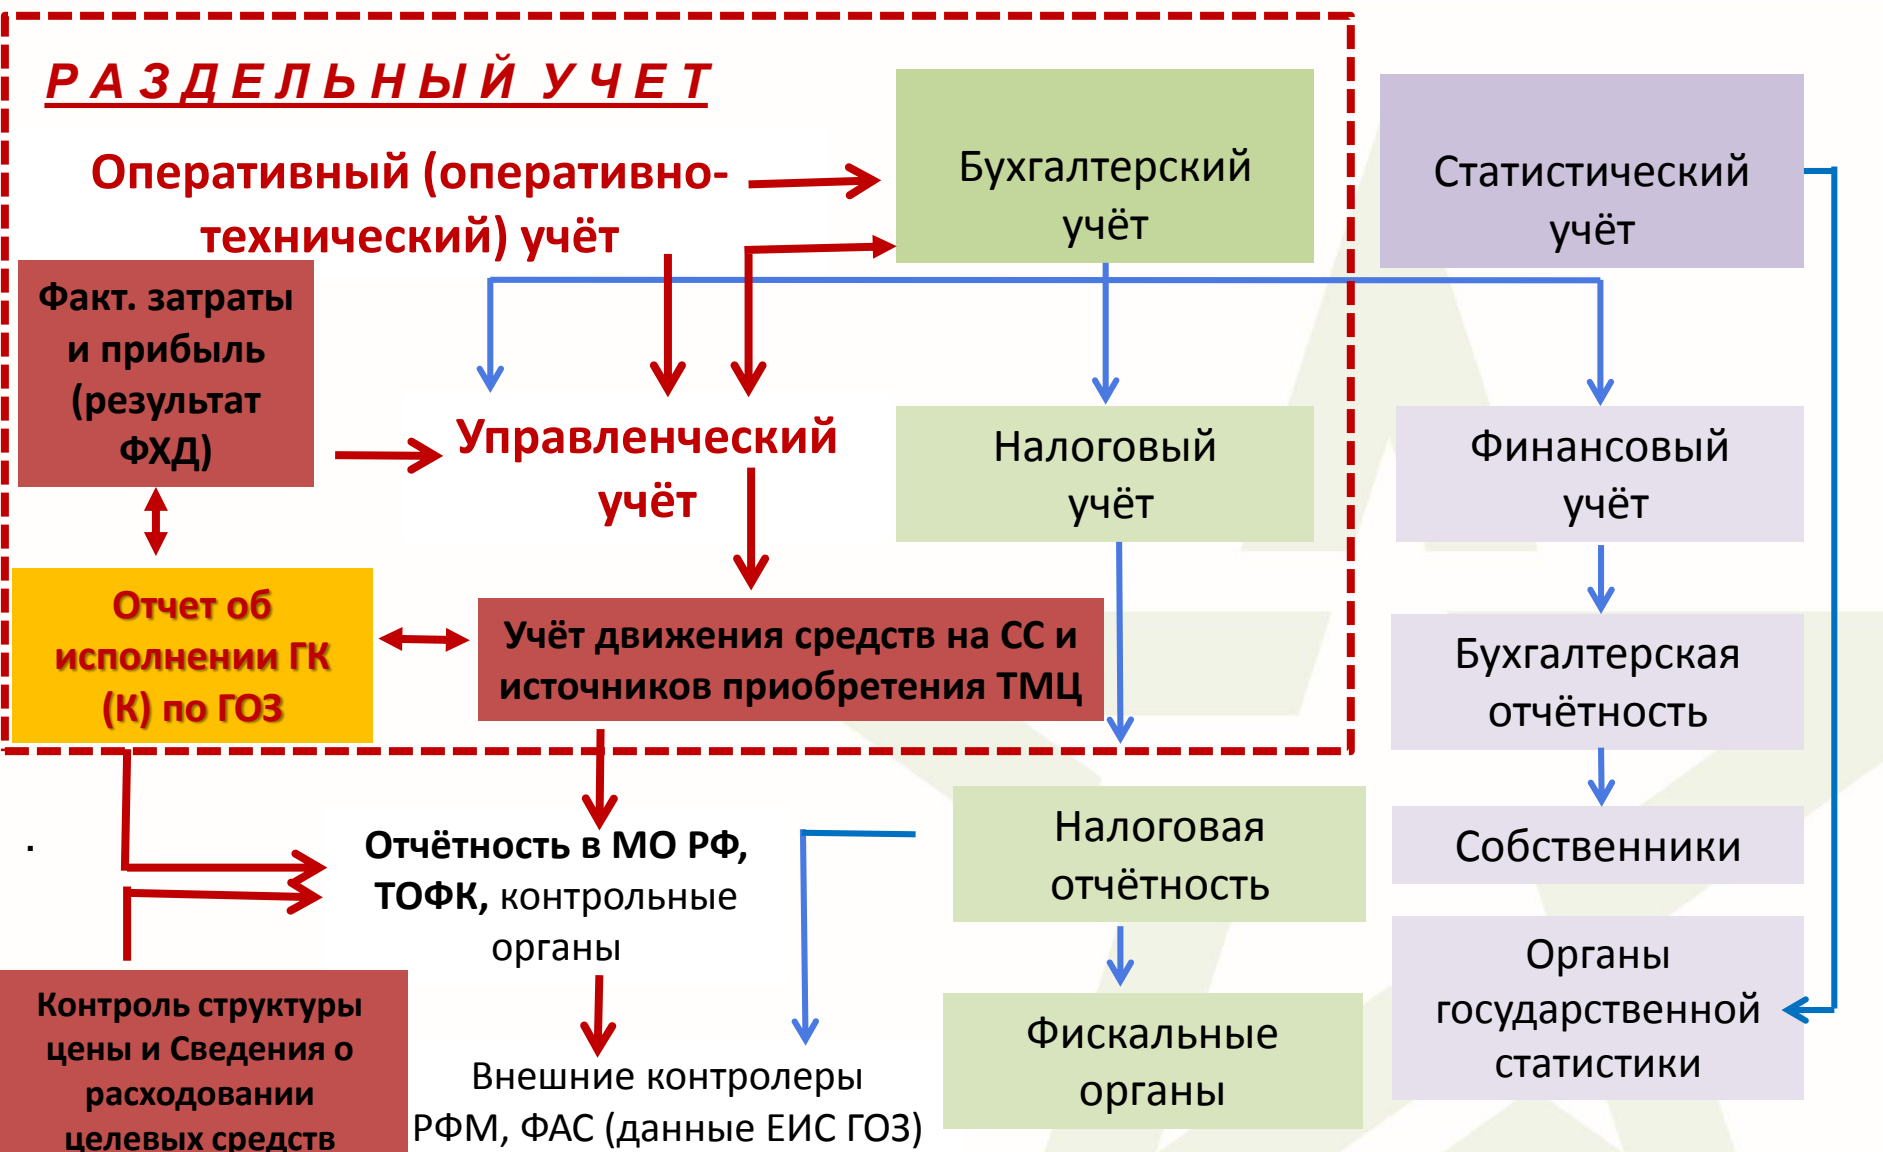 РАЗДЕЛЬНЫЙ УЧЕТ
Оперативный (оперативно-
технический) учёт
Бухгалтерский
учёт
Статистический
учёт
Факт. затраты
и прибыль
(результат
ФХД)
Управленческий
учёт
Налоговый
учёт
Финансовый
учёт
Отчет об
исполнении ГК
(К) по ГОЗ
Учёт движения средств на СС и
источников приобретения ТМЦ
Бухгалтерская
отчётность
.
Отчётность в МО РФ,
ТОФК, контрольные
органы
Налоговая
отчётность
Собственники
Контроль структуры
цены и Сведения о
расходовании
целевых средств
Внешние контролеры
РФМ, ФАС (данные ЕИС ГОЗ)
Фискальные
органы
Органы
государственной
статистики